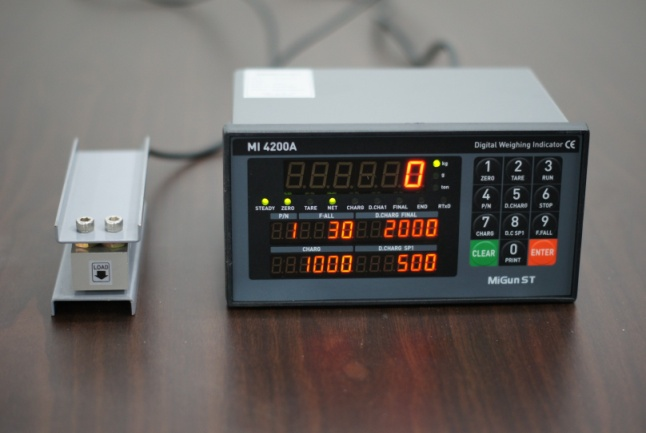 MI 4200A
Digital Weighing Indicator CE
0
kg
g
ton
STEADY ZERO TARE NET CHARG D.CHA1 FINAL END RTxD
P/N F·ALL D.CHARG FINAL
1 30 2000
CHARG D.CHARG SP1
1000 500
1 2 3
ZERO TARE RUN
4 5 6
P/N D.CHARF STOP
7 8 9
CHARG D.C SP1 F.FALL
CLEAR 0 ENTER
PRINT
MiGun ST
LOAD